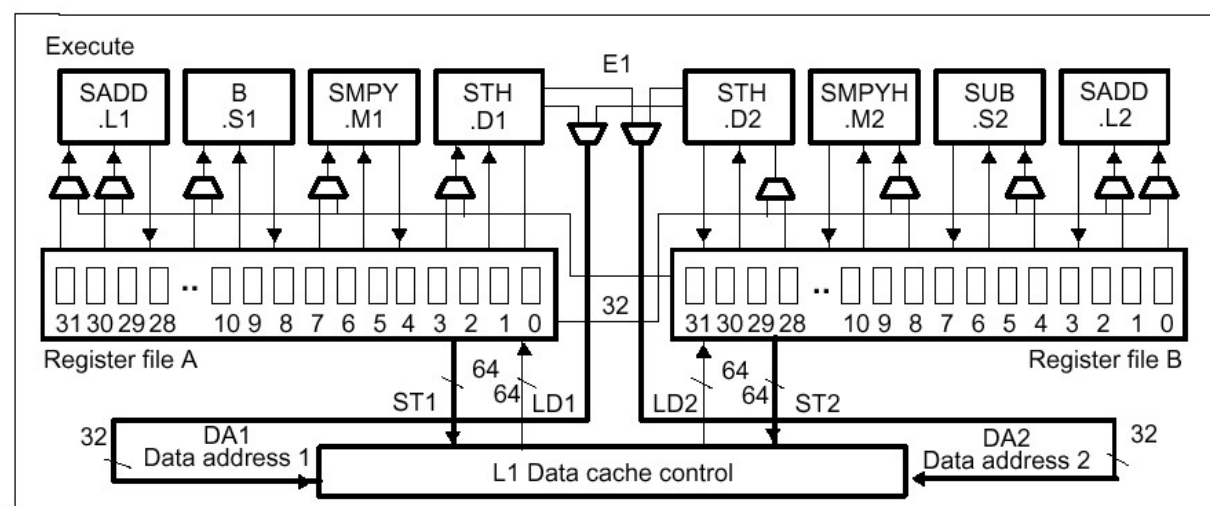 Execute
E1
SADD B SMPY STH STH SMPYH SUB SADD
.L1 .S1 .M1 .D1 .D2 .M2 .S2 .L2
31 30 29 28 .. 10 9 8 7 6 5 4 3 2 1 0
32
31 30 29 28 .. 10 9 8 7 6 5 4 3 2 1 0
Register file A
Register file B
64
64
64
64
ST1
LD1
LD2
ST2
32
DA1
Data address 1
L1 Data cache control
DA2
Data address 2
32